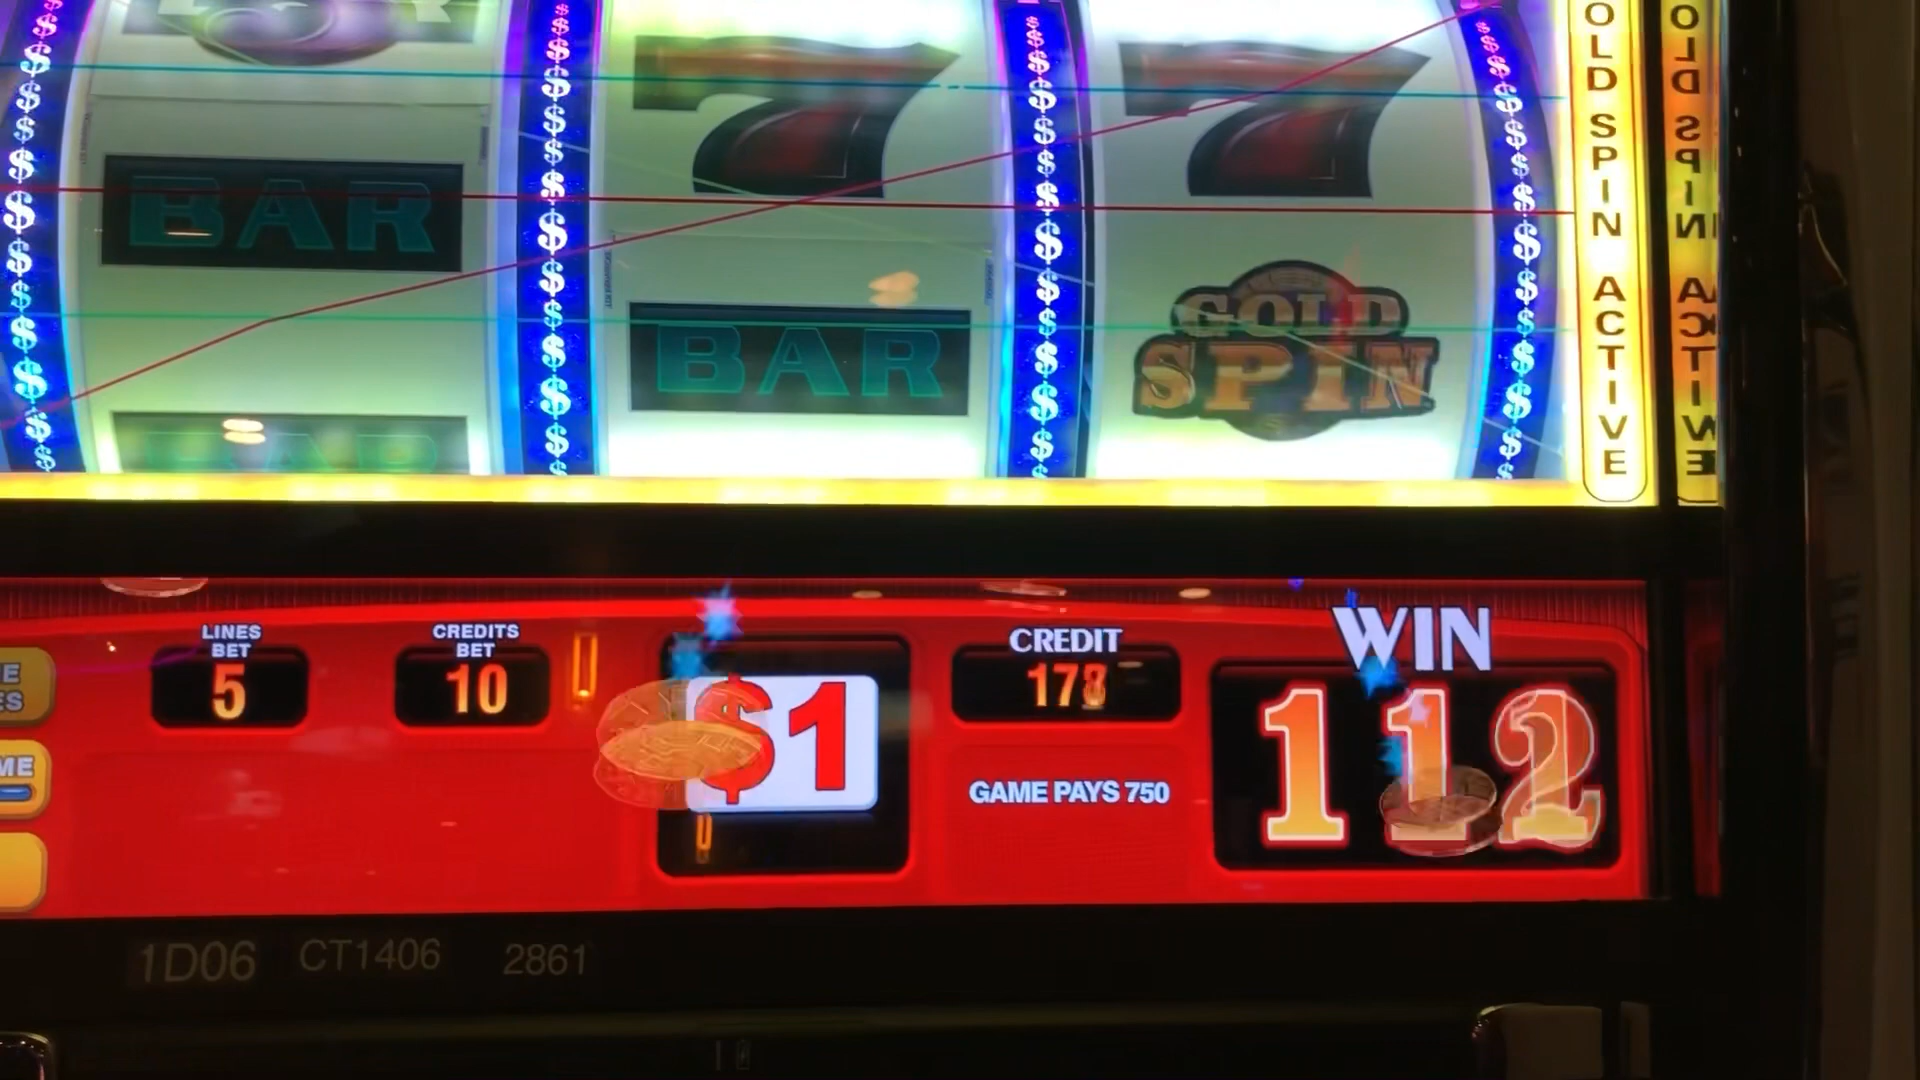 BAR
BAR
GOLD
SPIN
OLD SPIN ACTIVE
LINES
BET
5
CREDITS
BET
10
$1
CREDIT
GAME PAYS 750
WIN
112
1D06 CT1406 2861